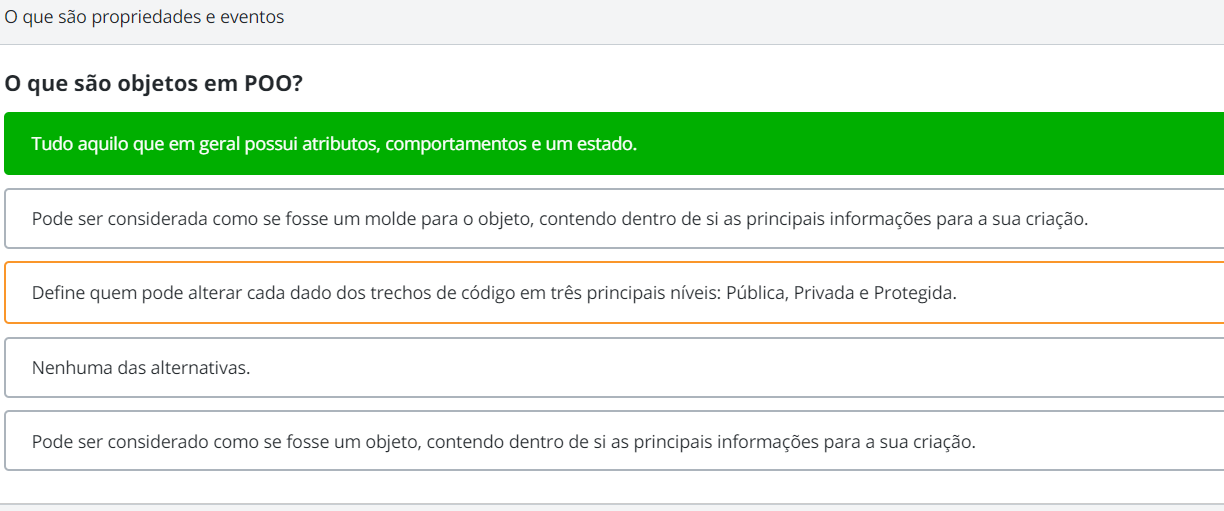 O que são propriedades e eventos
O que são objetos em POO?
Tudo aquilo que em geral possui atributos, comportamentos e um estado.
Pode ser considerada como se fosse um molde para o objeto, contendo dentro de si as principais informações para a sua criação.
Define quem pode alterar cada dado dos trechos de código em três principais níveis: Pública, Privada e Protegida.
Nenhuma das alternativas.
Pode ser considerado como se fosse um objeto, contendo dentro de si as principais informações para a sua criação.